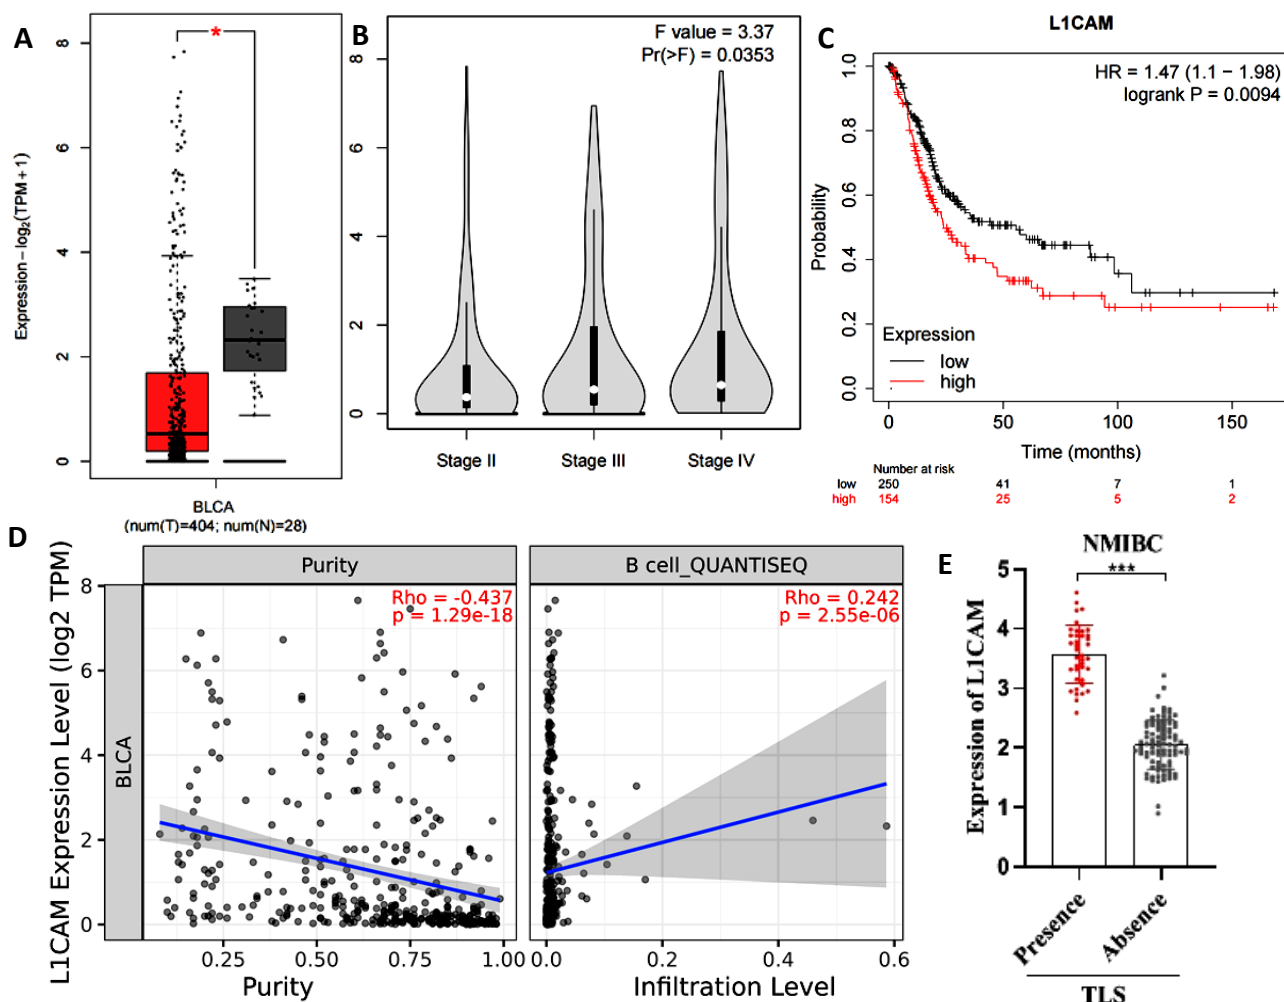 A
8
6
4
2
0
Expression − log2(TPM + 1)
*
BLCA
(num(T)=404; num(N)=28)
B
F value = 3.37
Pr(>F) = 0.0353
8
6
4
2
0
Stage II
Stage III
Stage IV
C
L1CAM
HR = 1.47 (1.1 − 1.98)
logrank P = 0.0094
1.0
0.8
0.6
0.4
0.2
0.0
Probability
Expression
low
high
0
50
100
150
Time (months)
Number at risk
low 250 41 7 1
high 154 25 5 2
D
L1CAM Expression Level (log2 TPM)
BLCA
Purity
B cell_QUANTISEQ
Rho = -0.437
p = 1.29e-18
Rho = 0.242
p = 2.55e-06
8
6
4
2
0
0.25
0.50
0.75
1.00
Purity
0.0
0.2
0.4
0.6
Infiltration Level
E
NMIBC
***
5
4
3
2
1
0
Expression of L1CAM
Presence
Absence
TLS